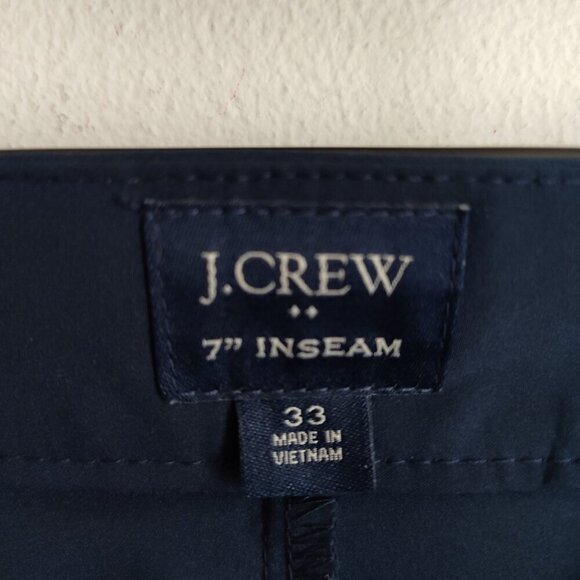 J.CREW
7” INSEAM
33
MADE IN
VIETNAM